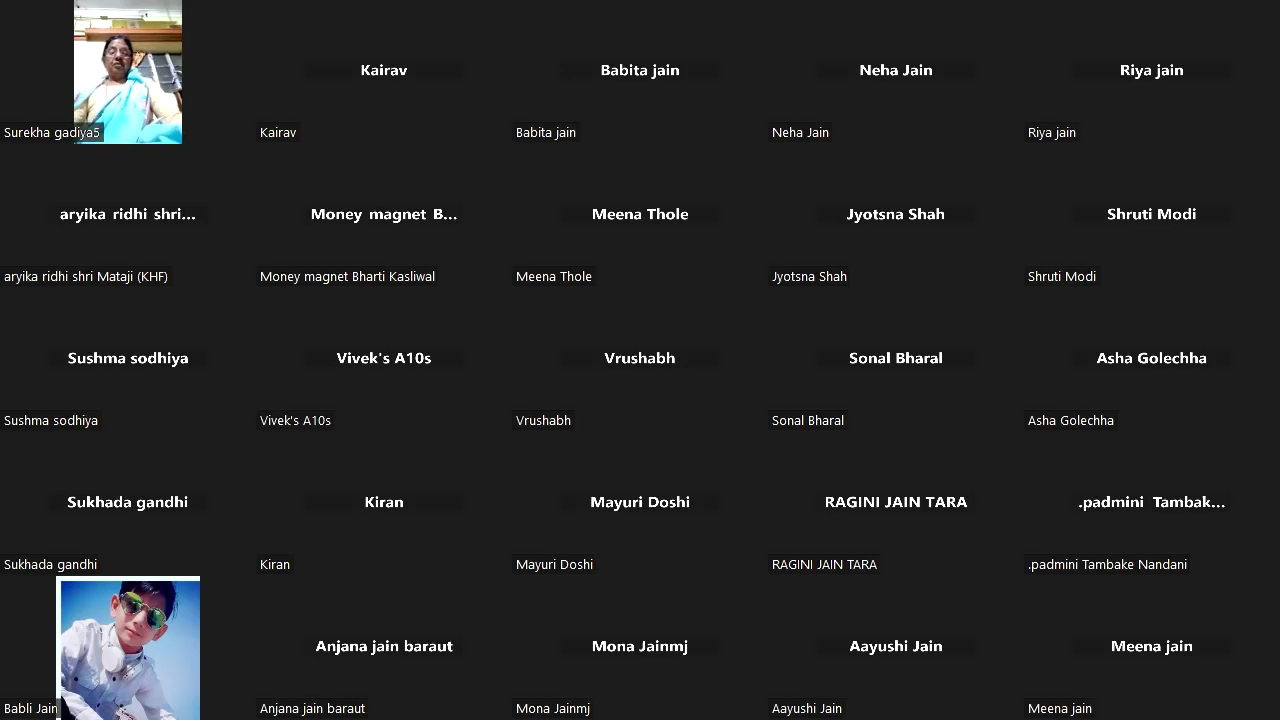 Surekha gadiya5
Kairav
Kairav
Babita jain
Babita jain
Neha Jain
Neha Jain
Riya jain
Riya jain
aryika ridhi shri...
aryika ridhi shri Mataji (KHF)
Money magnet B...
Money magnet Bharti Kasliwal
Meena Thole
Meena Thole
Jyotsna Shah
Jyotsna Shah
Shruti Modi
Shruti Modi
Sushma sodhiya
Sushma sodhiya
Vivek's A10s
Vivek's A10s
Vrushabh
Vrushabh
Sonal Bharal
Sonal Bharal
Asha Golechha
Asha Golechha
Sukhada gandhi
Sukhada gandhi
Kiran
Kiran
Mayuri Doshi
Mayuri Doshi
RAGINI JAIN TARA
RAGINI JAIN TARA
.padmini Tambak...
.padmini Tambake Nandani
Babli Jain
Anjana jain baraut
Anjana jain baraut
Mona Jainmj
Mona Jainmj
Aayushi Jain
Aayushi Jain
Meena jain
Meena jain